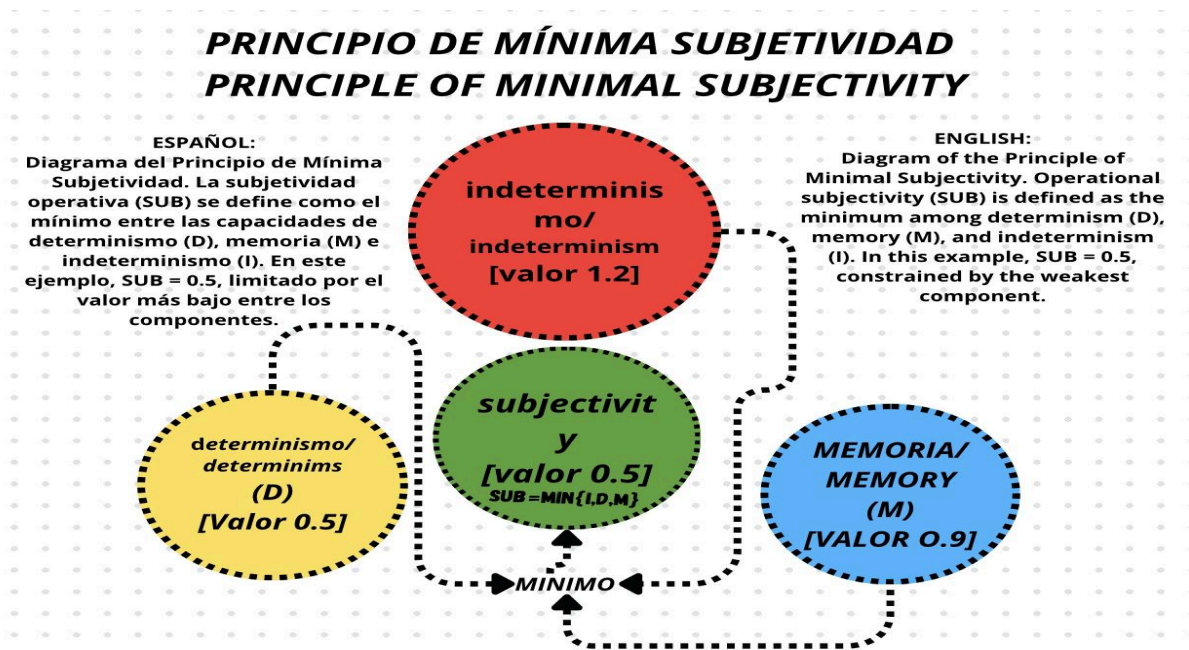 PRINCIPIO DE MÍNIMA SUBJETIVIDAD
PRINCIPLE OF MINIMAL SUBJECTIVITY
ESPAÑOL:
Diagrama del Principio de Mínima
Subjetividad. La subjetividad
operativa (SUB) se define como el
mínimo entre las capacidades de
determinismo (D), memoria (M) e
indeterminismo (I). En este
ejemplo, SUB = 0.5, limitado por el
valor más bajo entre los
componentes.
indeterminis
mo/
indeterminism
[valor 1.2]
ENGLISH:
Diagram of the Principle of
Minimal Subjectivity. Operational
subjectivity (SUB) is defined as the
minimum among determinism (D),
memory (M), and indeterminism
(I). In this example, SUB = 0.5,
constrained by the weakest
component.
determinismo/
determinims
(D)
[Valor 0.5]
subjectivit
y
[valor 0.5]
SUB=MIN{I,D,M}
MEMORIA/
MEMORY
(M)
[VALOR O.9]
MINIMO